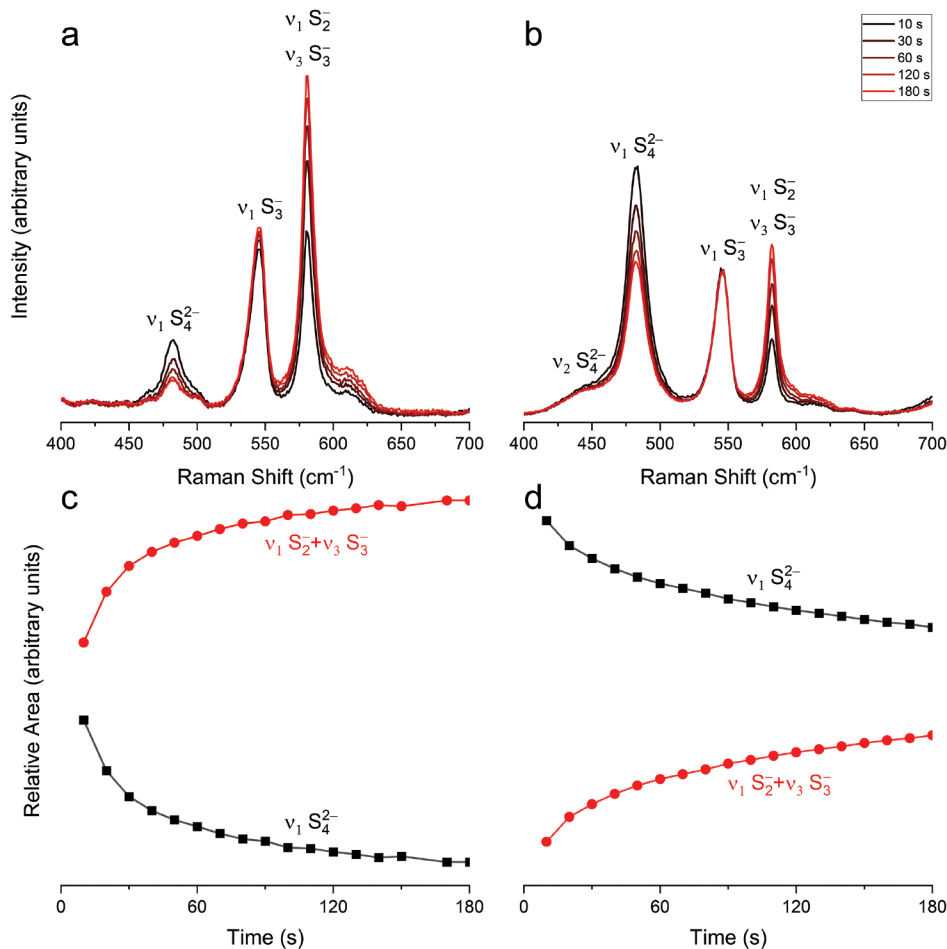 a
ν₁ S₂⁻
ν₃ S₃⁻
ν₁ S₃⁻
ν₁ S₄²⁻
Intensity (arbitrary units)
400 450 500 550 600 650 700
Raman Shift (cm⁻¹)
b
10 s
30 s
60 s
120 s
180 s
ν₁ S₄²⁻
ν₁ S₂⁻
ν₃ S₃⁻
ν₁ S₃⁻
ν₂ S₄²⁻
400 450 500 550 600 650 700
Raman Shift (cm⁻¹)
c
ν₁ S₂⁻+ν₃ S₃⁻
ν₁ S₄²⁻
Relative Area (arbitrary units)
0 60 120 180
Time (s)
d
ν₁ S₄²⁻
ν₁ S₂⁻+ν₃ S₃⁻
0 60 120 180
Time (s)